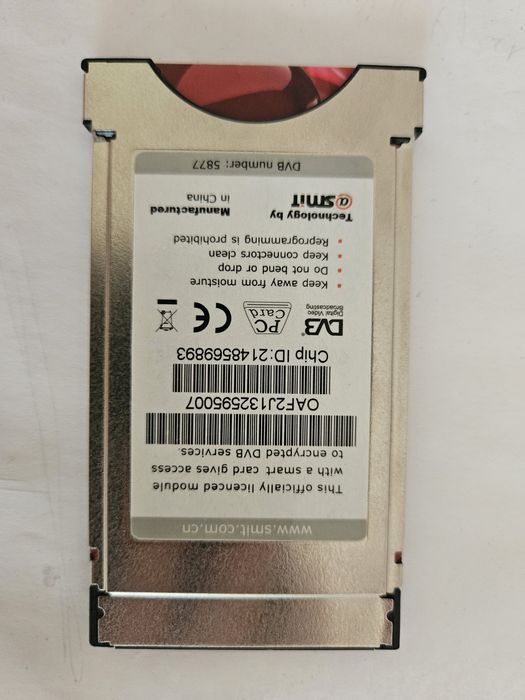 www.smit.com.cn
This officially licenced module
with a smart card gives access
to encrypted DVB services.
OAF2J132595007
Chip ID:21485699893
DVB
Digital Video
Broadcasting
PC
Card
CE
Keep away from moisture
Do not bend or drop
Keep connectors clean
Reprogramming is prohibited
Technology by
@SMiT
Manufactured
in China
DVB number: 5877